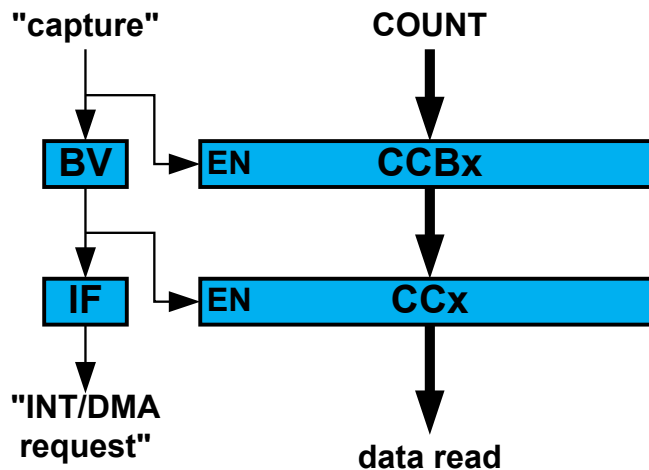 "capture"
COUNT
BV
EN
CCBx
IF
EN
CCx
"INT/DMA
request"
data read